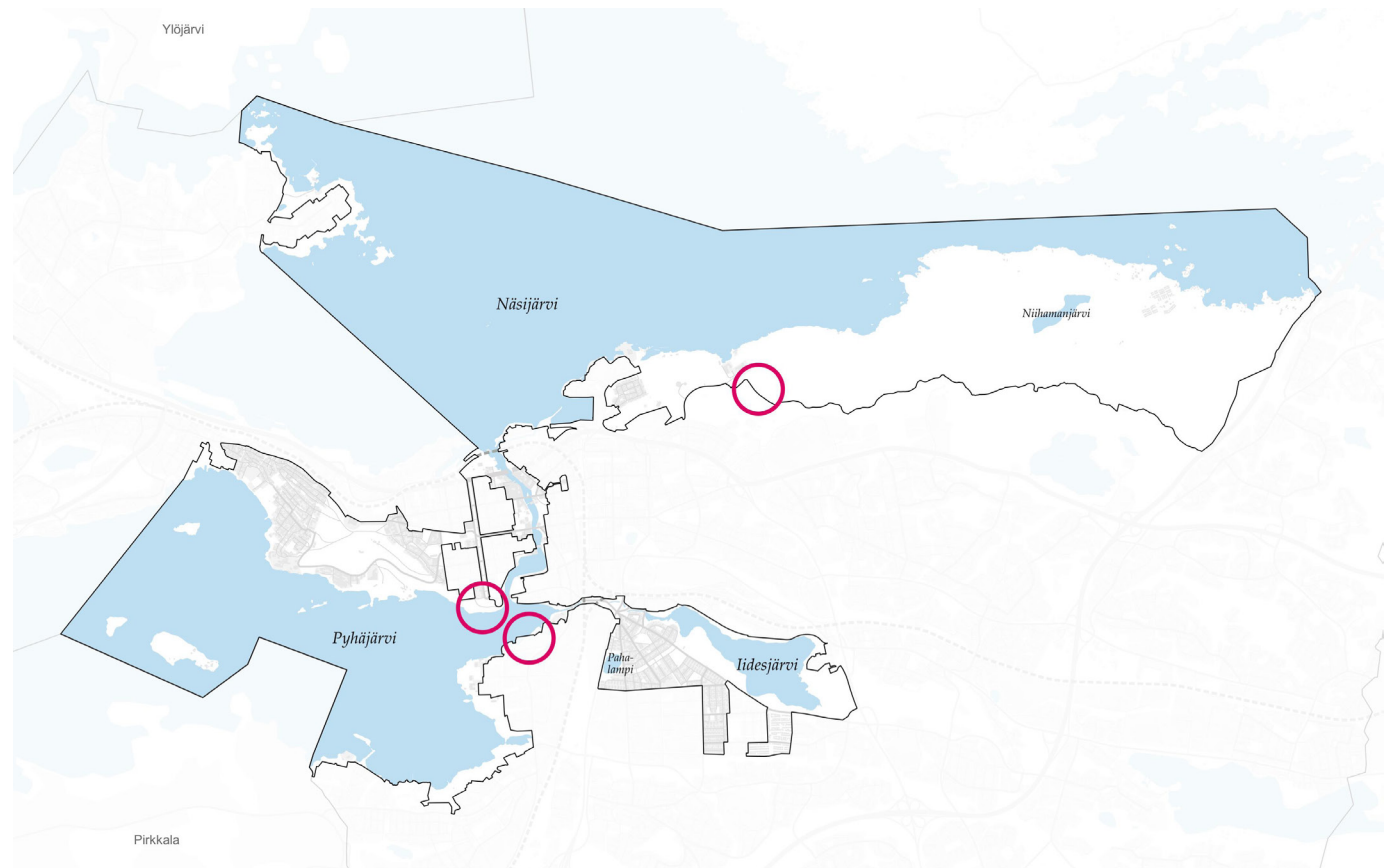 Ylöjärvi
Näsijärvi
Niihamanjärvi
Pyhäjärvi
Paha-
lampi
Iidesjärvi
Pirkkala